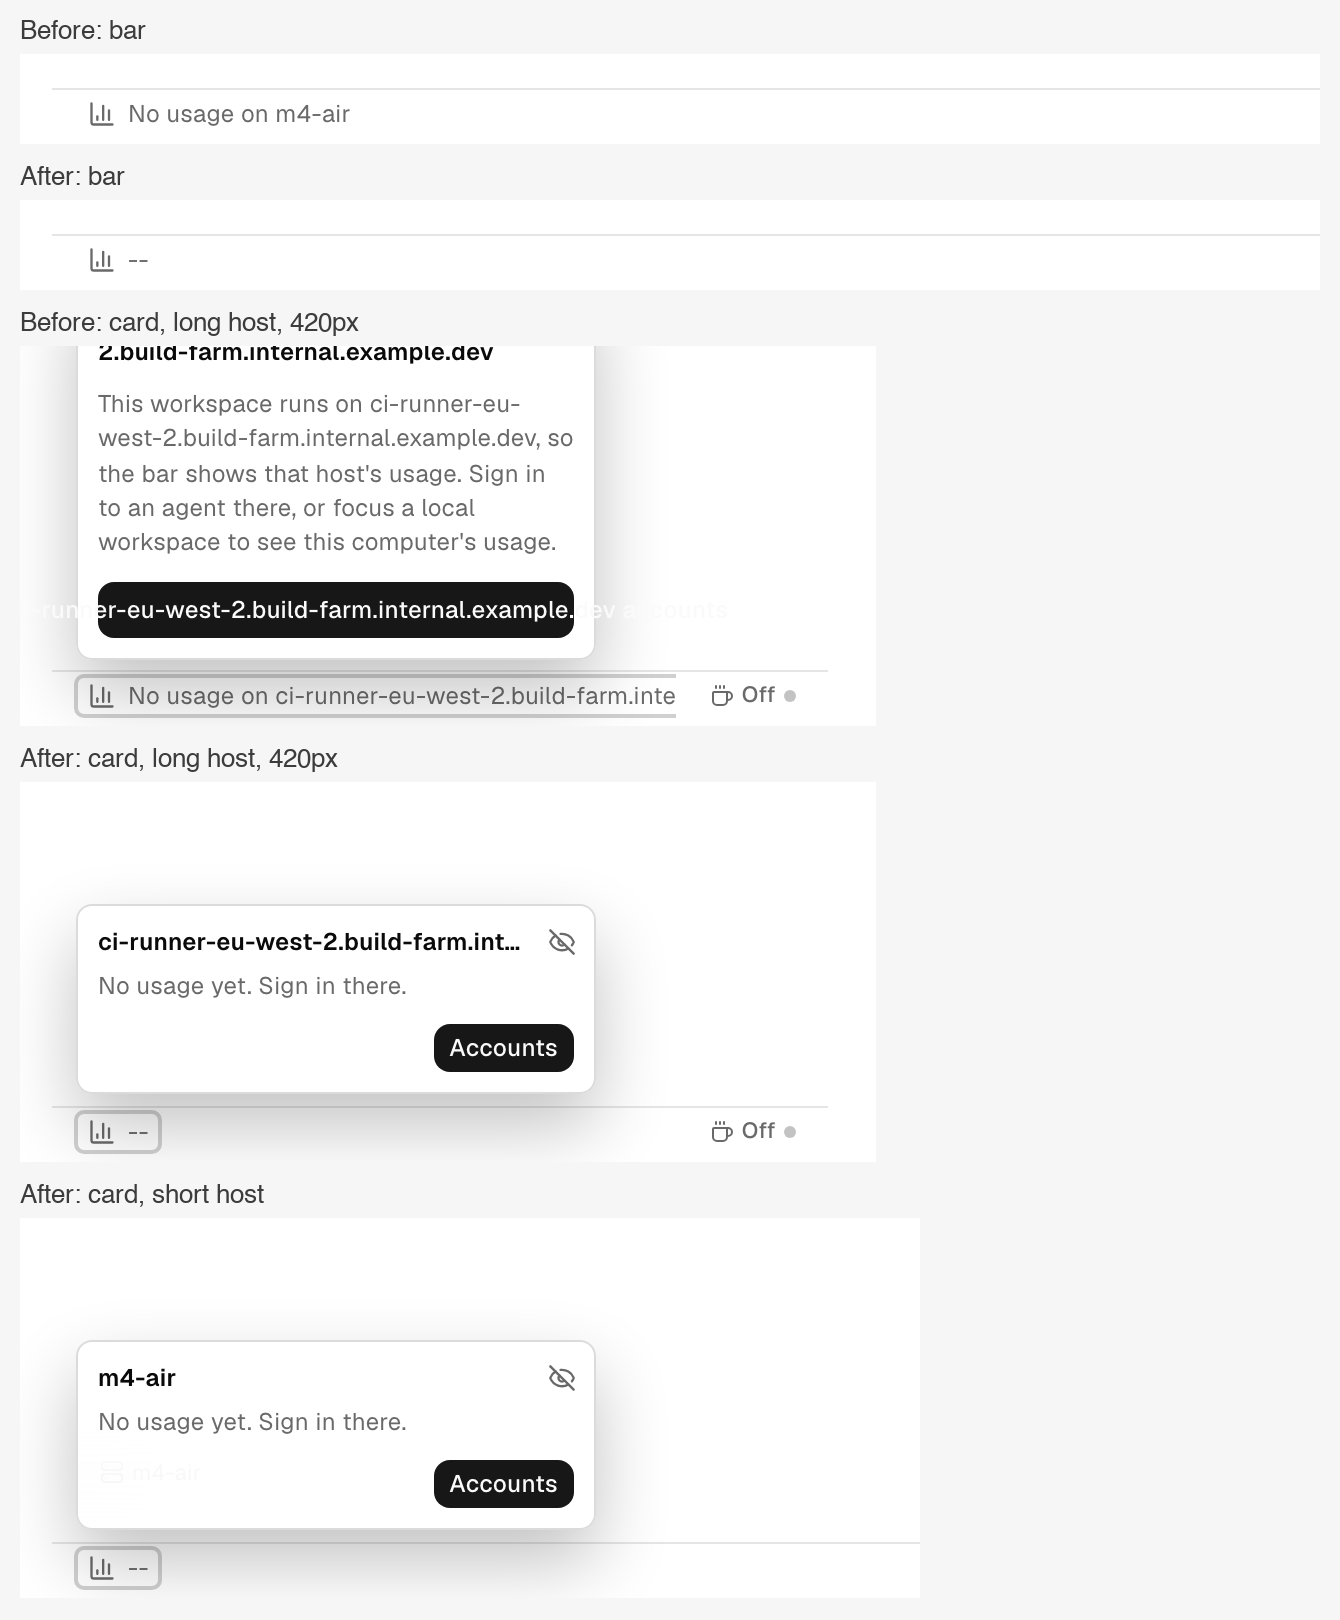 Before: bar
No usage on m4-air
After: bar
--
Before: card, long host, 420px
2.build-farm.internal.example.dev
This workspace runs on ci-runner-eu-
west-2.build-farm.internal.example.dev, so
the bar shows that host's usage. Sign in
to an agent there, or focus a local
workspace to see this computer's usage.
-runner-eu-west-2.build-farm.internal.example.dev accounts
No usage on ci-runner-eu-west-2.build-farm.inte
Off
After: card, long host, 420px
ci-runner-eu-west-2.build-farm.int...
No usage yet. Sign in there.
Accounts
--
Off
After: card, short host
m4-air
No usage yet. Sign in there.
m4-air
Accounts
--